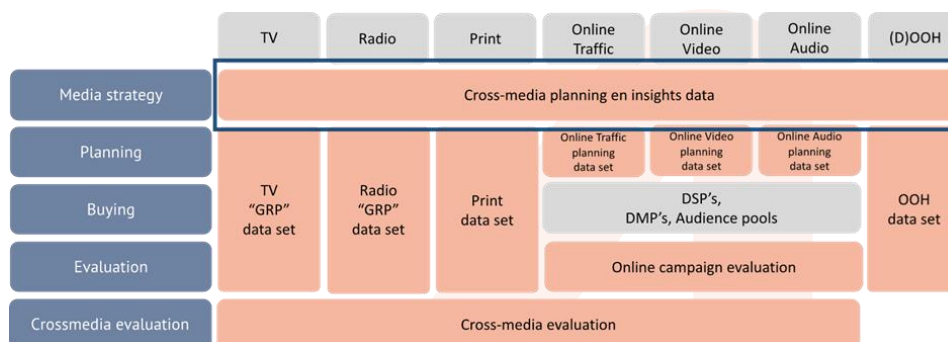 TV
Radio
Print
Online
Traffic
Online
Video
Online
Audio
(D)OOH
Media strategy
Cross-media planning en insights data
Planning
Online Traffic
planning
data set
Online Video
planning
data set
Online Audio
planning
data set
TV
"GRP"
data set
Radio
"GRP"
data set
Print
data set
OOH
data set
Buying
DSP's,
DMP's, Audience pools
Evaluation
Online campaign evaluation
Crossmedia evaluation
Cross-media evaluation